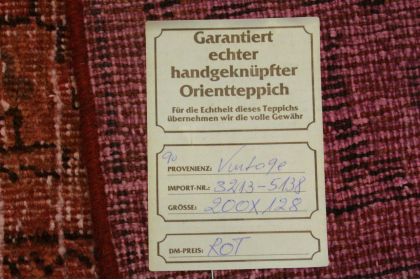 Garantiert
echter
handgeknüpfter
Orientteppich
Für die Echtheit dieses Teppichs
übernehmen wir die volle Gewähr
90
PROVENIENZ: Vintage
IMPORT-NR.: 3213-5138
GRÖSSE: 200X128
DM-PREIS: ROT